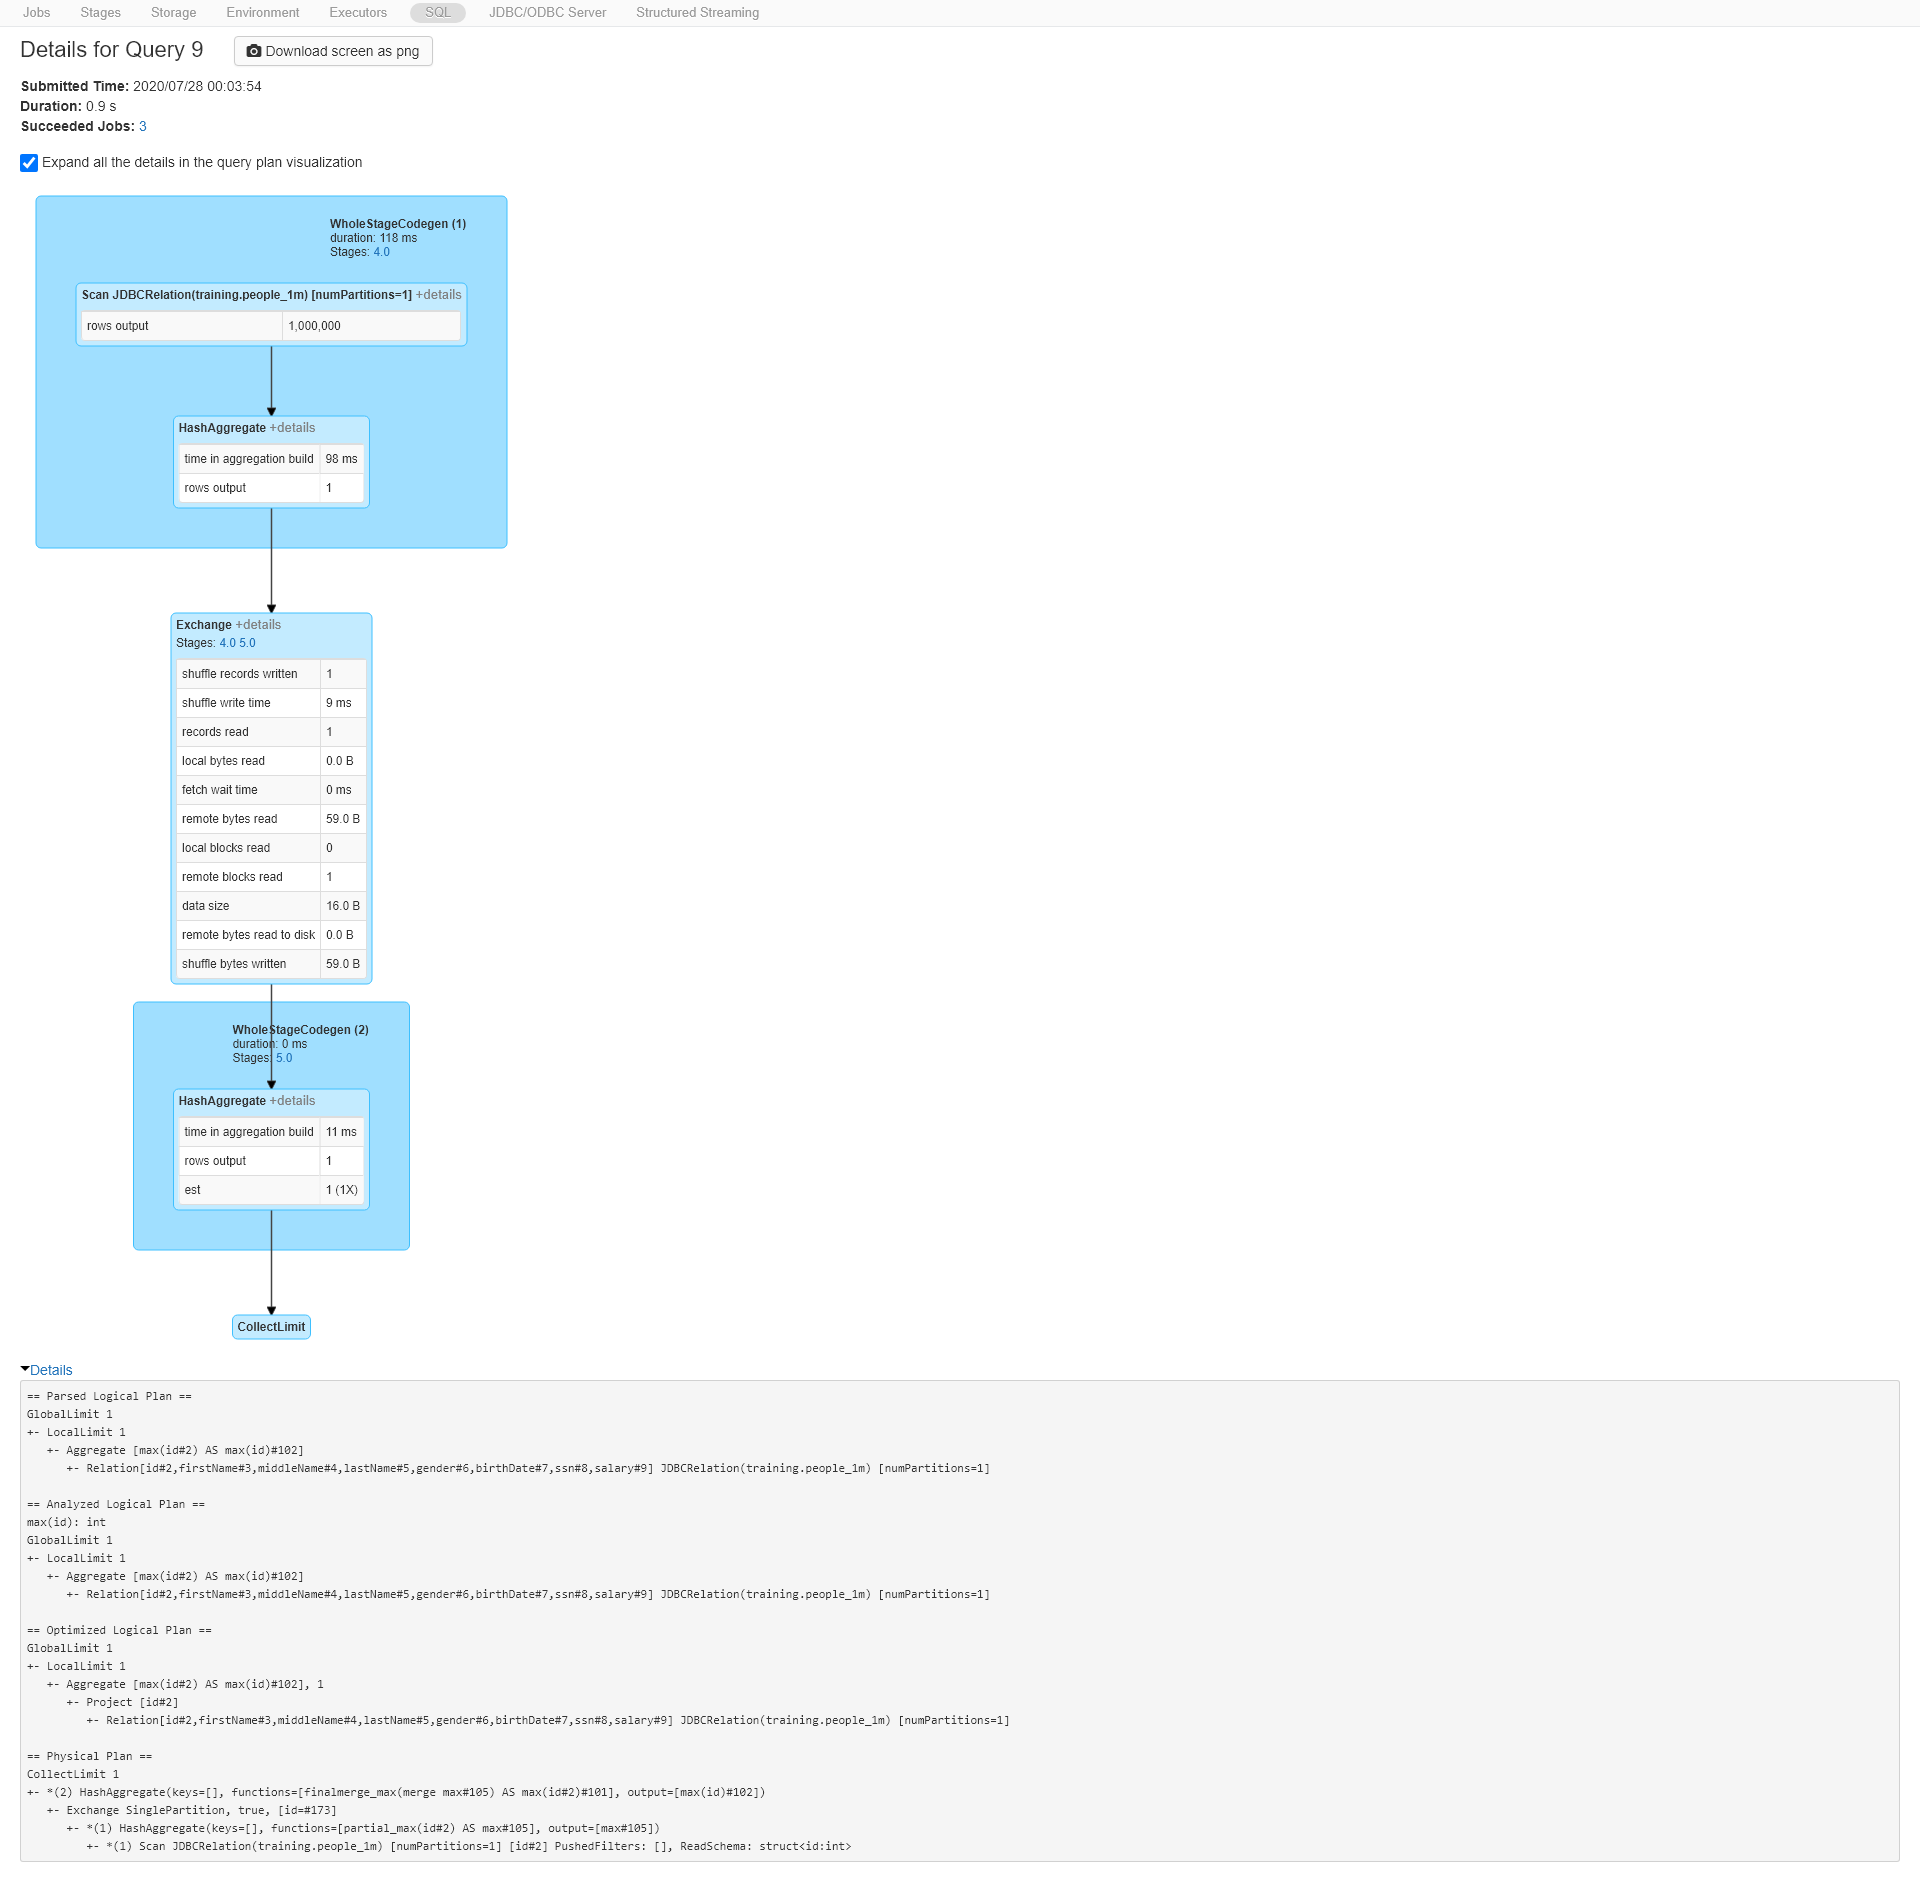 Jobs Stages Storage Environment Executors SQL JDBC/ODBC Server Structured Streaming
Details for Query 9 Download screen as png
Submitted Time: 2020/07/28 00:03:54
Duration: 0.9 s
Succeeded Jobs: 3
Expand all the details in the query plan visualization
WholeStageCodegen (1)
duration: 118 ms
Stages: 4.0
Scan JDBCRelation(training.people_1m) [numPartitions=1] +details
rows output 1,000,000
HashAggregate +details
time in aggregation build 98 ms
rows output 1
Exchange +details
Stages: 4.0 5.0
shuffle records written 1
shuffle write time 9 ms
records read 1
local bytes read 0.0 B
fetch wait time 0 ms
remote bytes read 59.0 B
local blocks read 0
remote blocks read 1
data size 16.0 B
remote bytes read to disk 0.0 B
shuffle bytes written 59.0 B
WholeStageCodegen (2)
duration: 0 ms
Stages: 5.0
HashAggregate +details
time in aggregation build 11 ms
rows output 1
est 1 (1X)
CollectLimit
Details
== Parsed Logical Plan ==
GlobalLimit 1
+- LocalLimit 1
   +- Aggregate [max(id#2) AS max(id)#102]
      +- Relation[id#2,firstName#3,middleName#4,lastName#5,gender#6,birthDate#7,ssn#8,salary#9] JDBCRelation(training.people_1m) [numPartitions=1]

== Analyzed Logical Plan ==
max(id): int
GlobalLimit 1
+- LocalLimit 1
   +- Aggregate [max(id#2) AS max(id)#102]
      +- Relation[id#2,firstName#3,middleName#4,lastName#5,gender#6,birthDate#7,ssn#8,salary#9] JDBCRelation(training.people_1m) [numPartitions=1]

== Optimized Logical Plan ==
GlobalLimit 1
+- LocalLimit 1
   +- Aggregate [max(id#2) AS max(id)#102], 1
      +- Project [id#2]
         +- Relation[id#2,firstName#3,middleName#4,lastName#5,gender#6,birthDate#7,ssn#8,salary#9] JDBCRelation(training.people_1m) [numPartitions=1]

== Physical Plan ==
CollectLimit 1
+- *(2) HashAggregate(keys=[], functions=[finalmerge_max(merge max#105) AS max(id#2)#101], output=[max(id)#102])
   +- Exchange SinglePartition, true, [id=#173]
      +- *(1) HashAggregate(keys=[], functions=[partial_max(id#2) AS max#105], output=[max#105])
         +- *(1) Scan JDBCRelation(training.people_1m) [numPartitions=1] [id#2] PushedFilters: [], ReadSchema: struct<id:int>